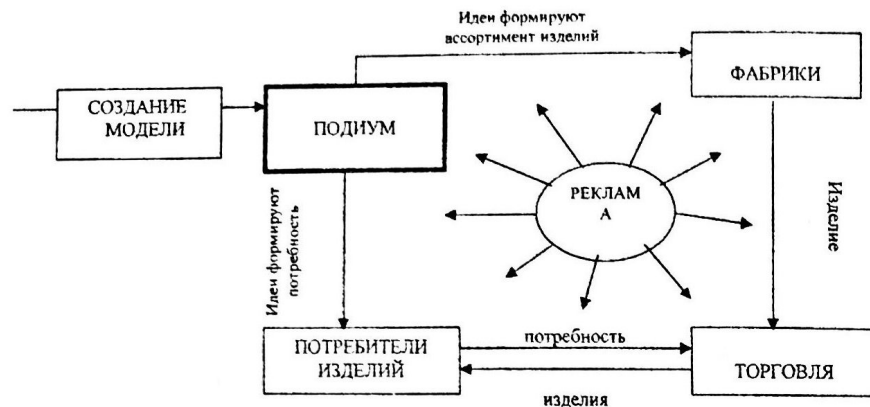 Идеи формируют
ассортимент изделий
ФАБРИКИ
СОЗДАНИЕ
МОДЕЛИ
ПОДИУМ
РЕКЛАМ
А
Изделие
Идеи формируют
потребность
ПОТРЕБИТЕЛИ
ИЗДЕЛИЙ
потребность
ТОРГОВЛЯ
изделия